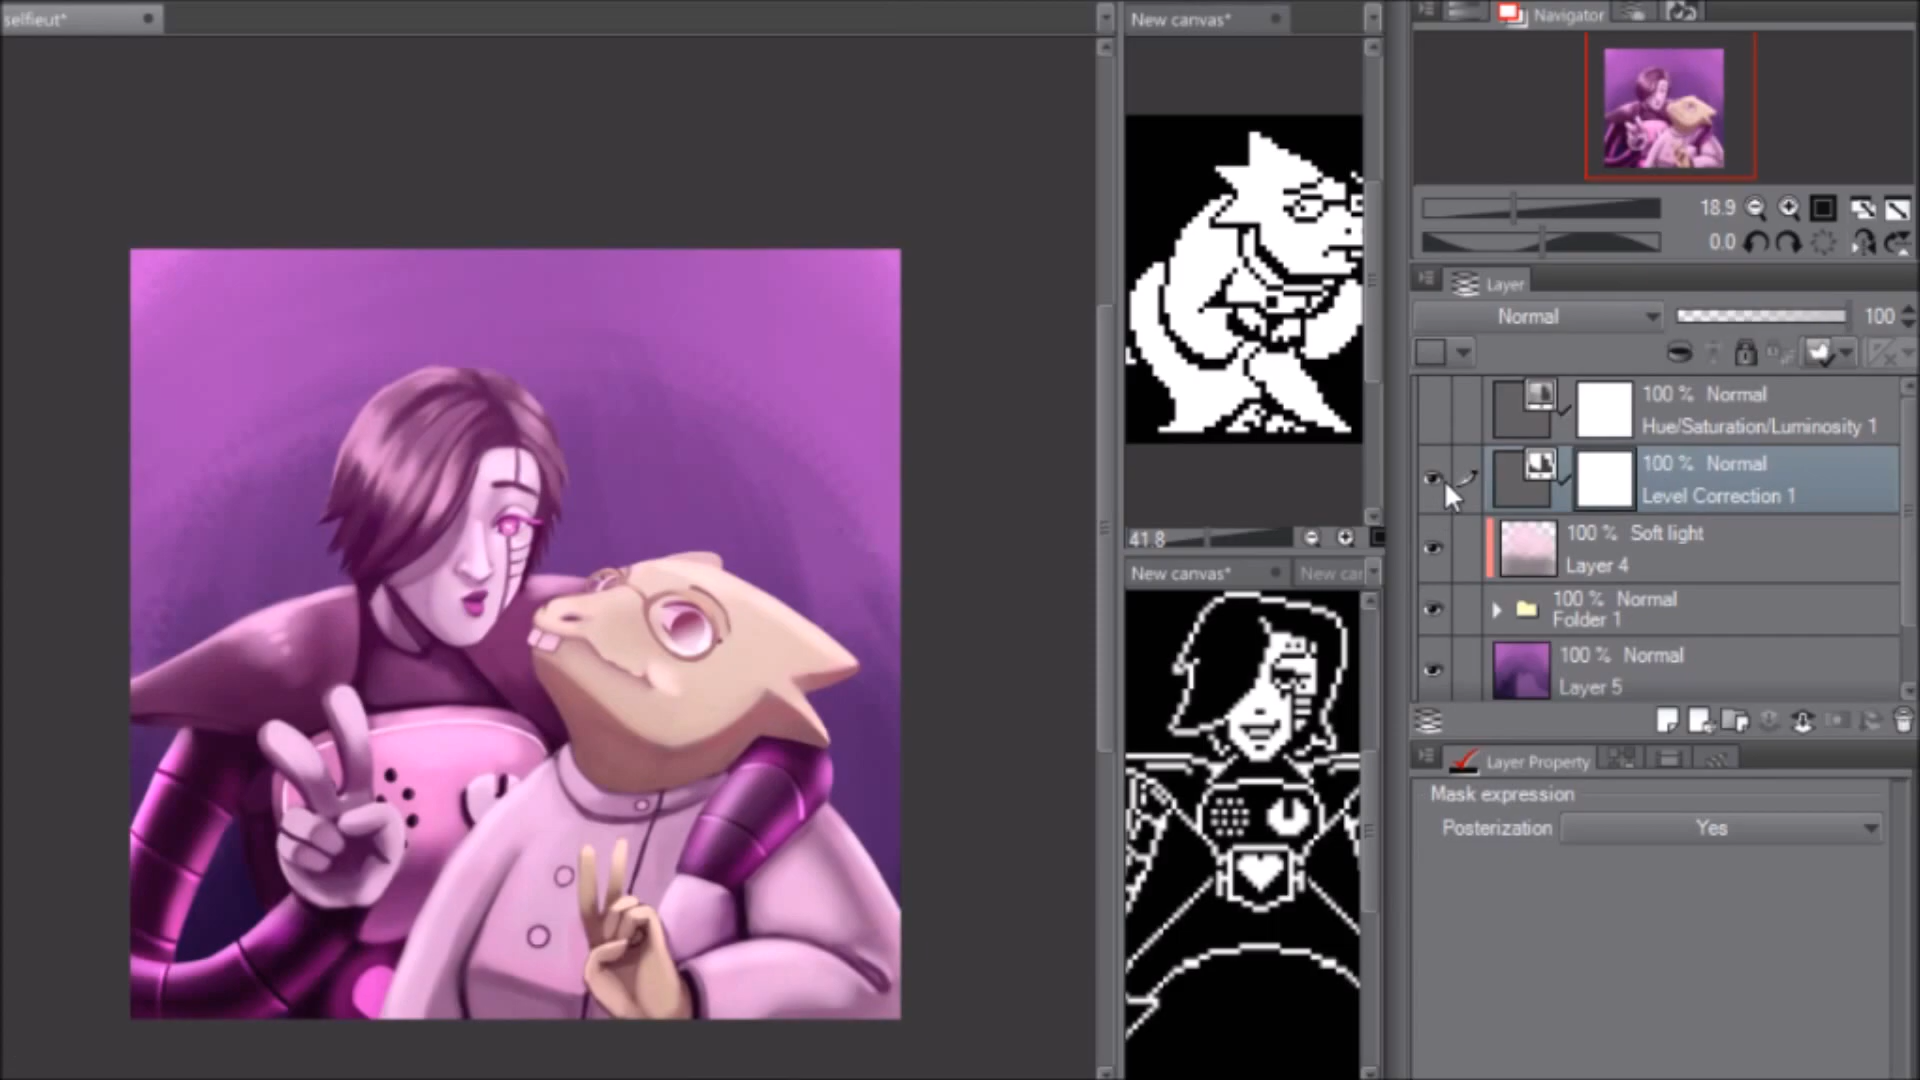 selfieut*
New canvas*
Navigator
18.9
0.0
Layer
Normal
100
100 % Normal
Hue/Saturation/Luminosity 1
100 % Normal
Level Correction 1
100 % Soft light
Layer 4
100 % Normal
Folder 1
100 % Normal
Layer 5
41.8
New canvas*
New
Layer Property
Mask expression
Posterization
Yes